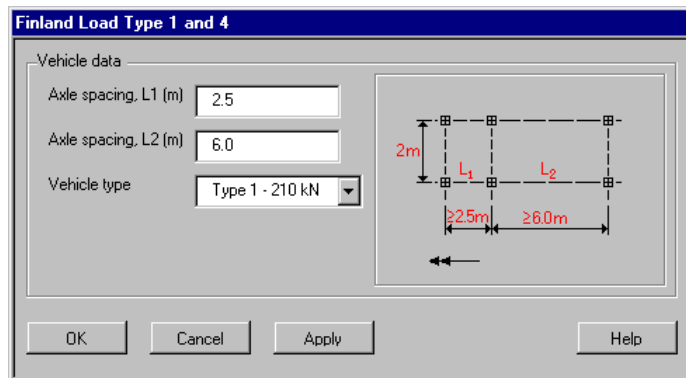 Finland Load Type 1 and 4
Vehicle data
Axle spacing, L1 (m) 2.5
Axle spacing, L2 (m) 6.0
Vehicle type Type 1 - 210 kN
2m
L1 L2
≥2.5m ≥6.0m
OK Cancel Apply Help